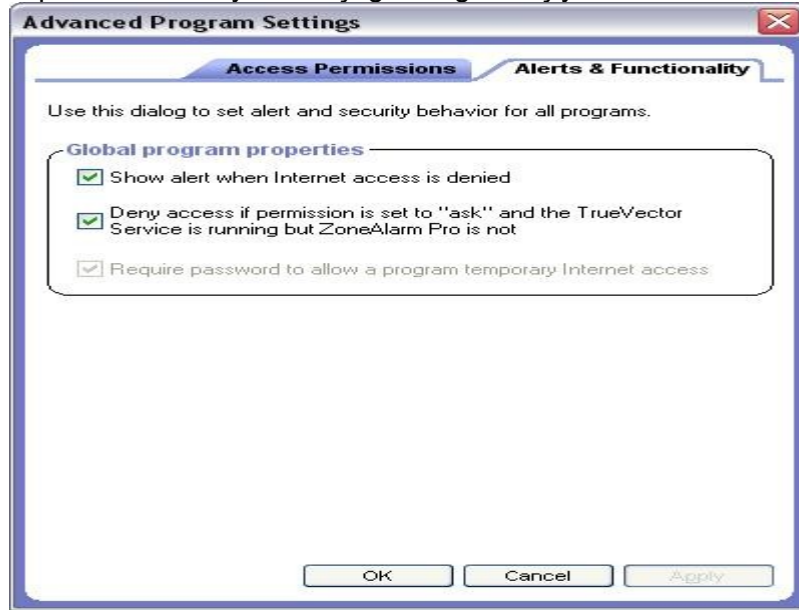 Advanced Program Settings
Access Permissions
Alerts & Functionality
Use this dialog to set alert and security behavior for all programs.
Global program properties
Show alert when Internet access is denied
Deny access if permission is set to "ask" and the TrueVector
Service is running but ZoneAlarm Pro is not
Require password to allow a program temporary Internet access
OK
Cancel
Apply